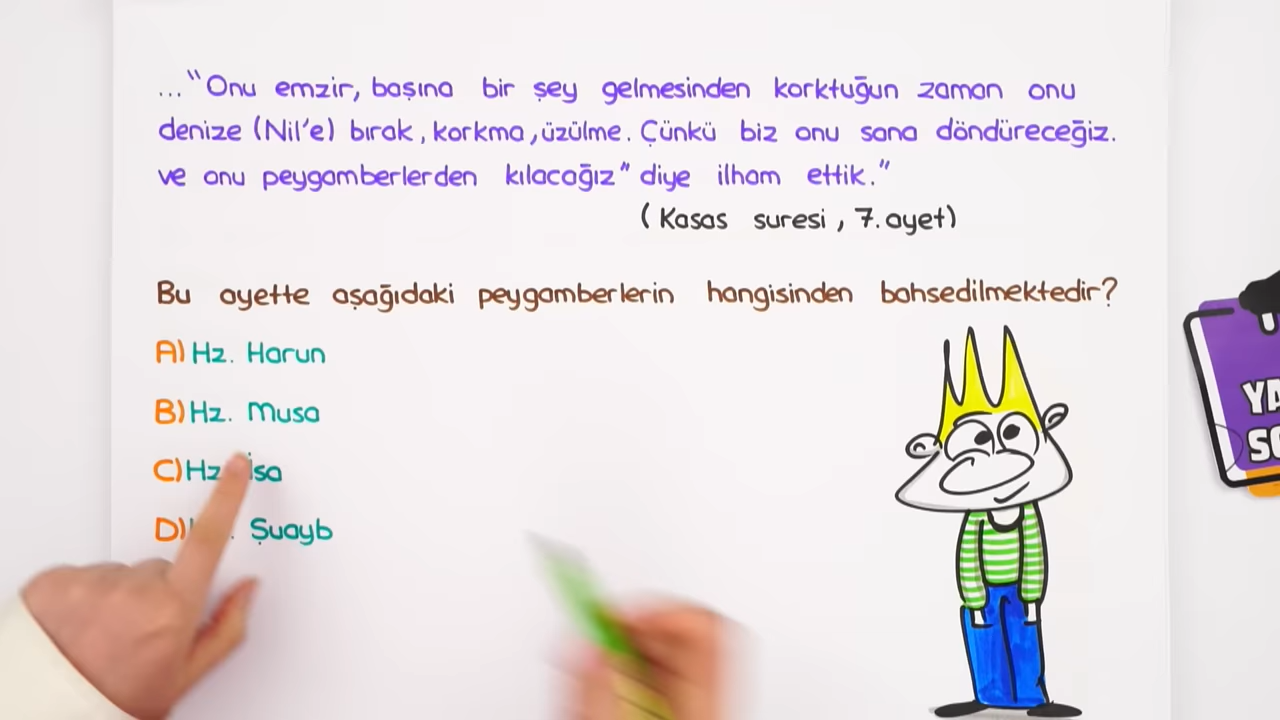 ..."Onu emzir, başına bir şey gelmesinden korktuğun zaman onu
denize (Nil'e) bırak, korkma, üzülme. Çünkü biz onu sana döndüreceğiz.
ve onu peygamberlerden kılacağız" diye ilham ettik."
(Kasas suresi, 7. ayet)
Bu ayette aşağıdaki peygamberlerin hangisinden bahsedilmektedir?
A) Hz. Harun
B) Hz. Musa
C) Hz İsa
D) Şuayb